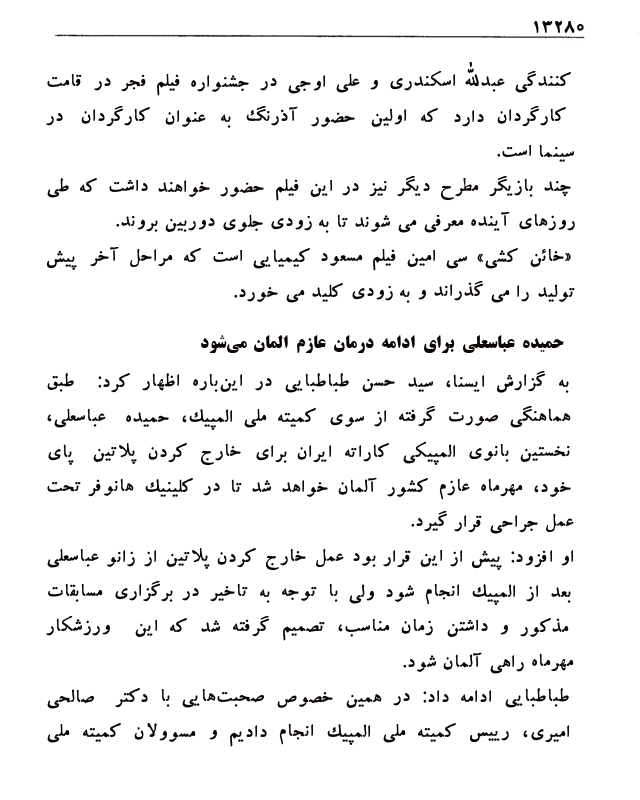 ۱۳۲۸۰
کنندگی عبدالله اسکندری و علی اوجی در جشنواره فیلم فجر در قامت
کارگردان دارد که اولین حضور آذرنگ به عنوان کارگردان در
سینما است.
چند بازیگر مطرح دیگر نیز در این فیلم حضور خواهند داشت که طی
روزهای آینده معرفی می شوند تا به زودی جلوی دوربین بروند.
«خائن کشی» سی امین فیلم مسعود کیمیایی است که مراحل آخر پیش
تولید را می گذراند و به زودی کلید می خورد.
حمیده عباسعلی برای ادامه درمان عازم المان می‌شود
به گزارش ایسنا، سید حسن طباطبایی در این‌باره اظهار کرد: طبق
هماهنگی صورت گرفته از سوی کمیته ملی المپیک، حمیده عباسعلی،
نخستین بانوی المپیکی کاراته ایران برای خارج کردن پلاتین پای
خود، مهرماه عازم کشور آلمان خواهد شد تا در کلینیک هانوفر تحت
عمل جراحی قرار گیرد.
او افزود: پیش از این قرار بود عمل خارج کردن پلاتین از زانو عباسعلی
بعد از المپیک انجام شود ولی با توجه به تاخیر در برگزاری مسابقات
مذکور و داشتن زمان مناسب، تصمیم گرفته شد که این ورزشکار
مهرماه راهی آلمان شود.
طباطبایی ادامه داد: در همین خصوص صحبت‌هایی با دکتر صالحی
امیری، رییس کمیته ملی المپیک انجام دادیم و مسوولان کمیته ملی